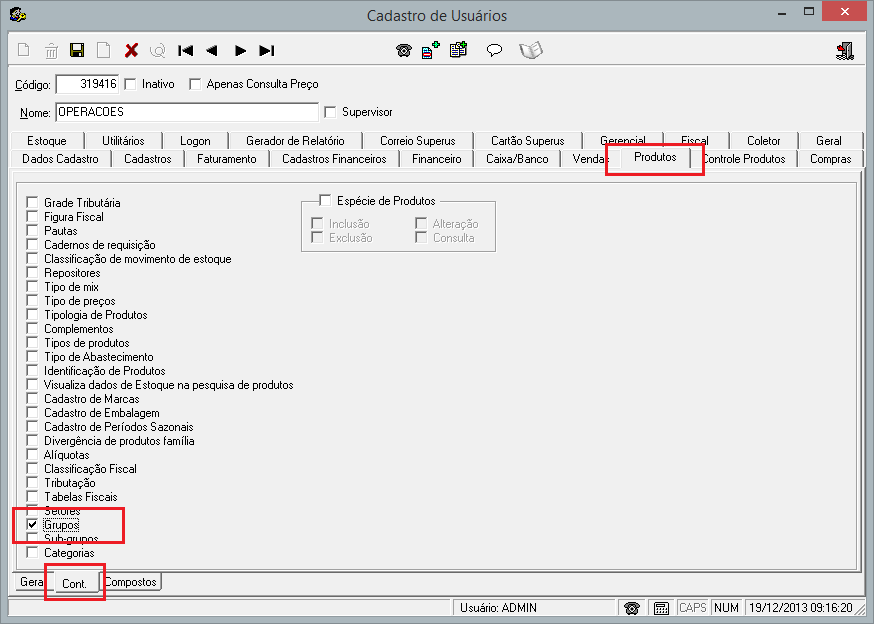 Cadastro de Usuários
Código: 319416 Inativo Apenas Consulta Preço
Nome: OPERACOES Supervisor
Estoque Utilitários Logon Gerador de Relatório Correio Superus Cartão Superus Gerencial Fiscal Coletor Geral
Dados Cadastro Cadastros Faturamento Cadastros Financeiros Financeiro Caixa/Banco Vendas Produtos Controle Produtos Compras
Grade Tributária
Figura Fiscal
Pautas
Cadernos de requisição
Classificação de movimento de estoque
Repositores
Tipo de mix
Tipo de preços
Tipologia de Produtos
Complementos
Tipos de produtos
Tipo de Abastecimento
Identificação de Produtos
Visualiza dados de Estoque na pesquisa de produtos
Cadastro de Marcas
Cadastro de Embalagem
Cadastro de Períodos Sazonais
Divergência de produtos família
Alíquotas
Classificação Fiscal
Tributação
Tabelas Fiscais
Setores
Grupos
Sub-grupos
Categorias
Espécie de Produtos
Inclusão Alteração
Exclusão Consulta
Gera Cont. Compostos
Usuário: ADMIN CAPS NUM 19/12/2013 09:16:20